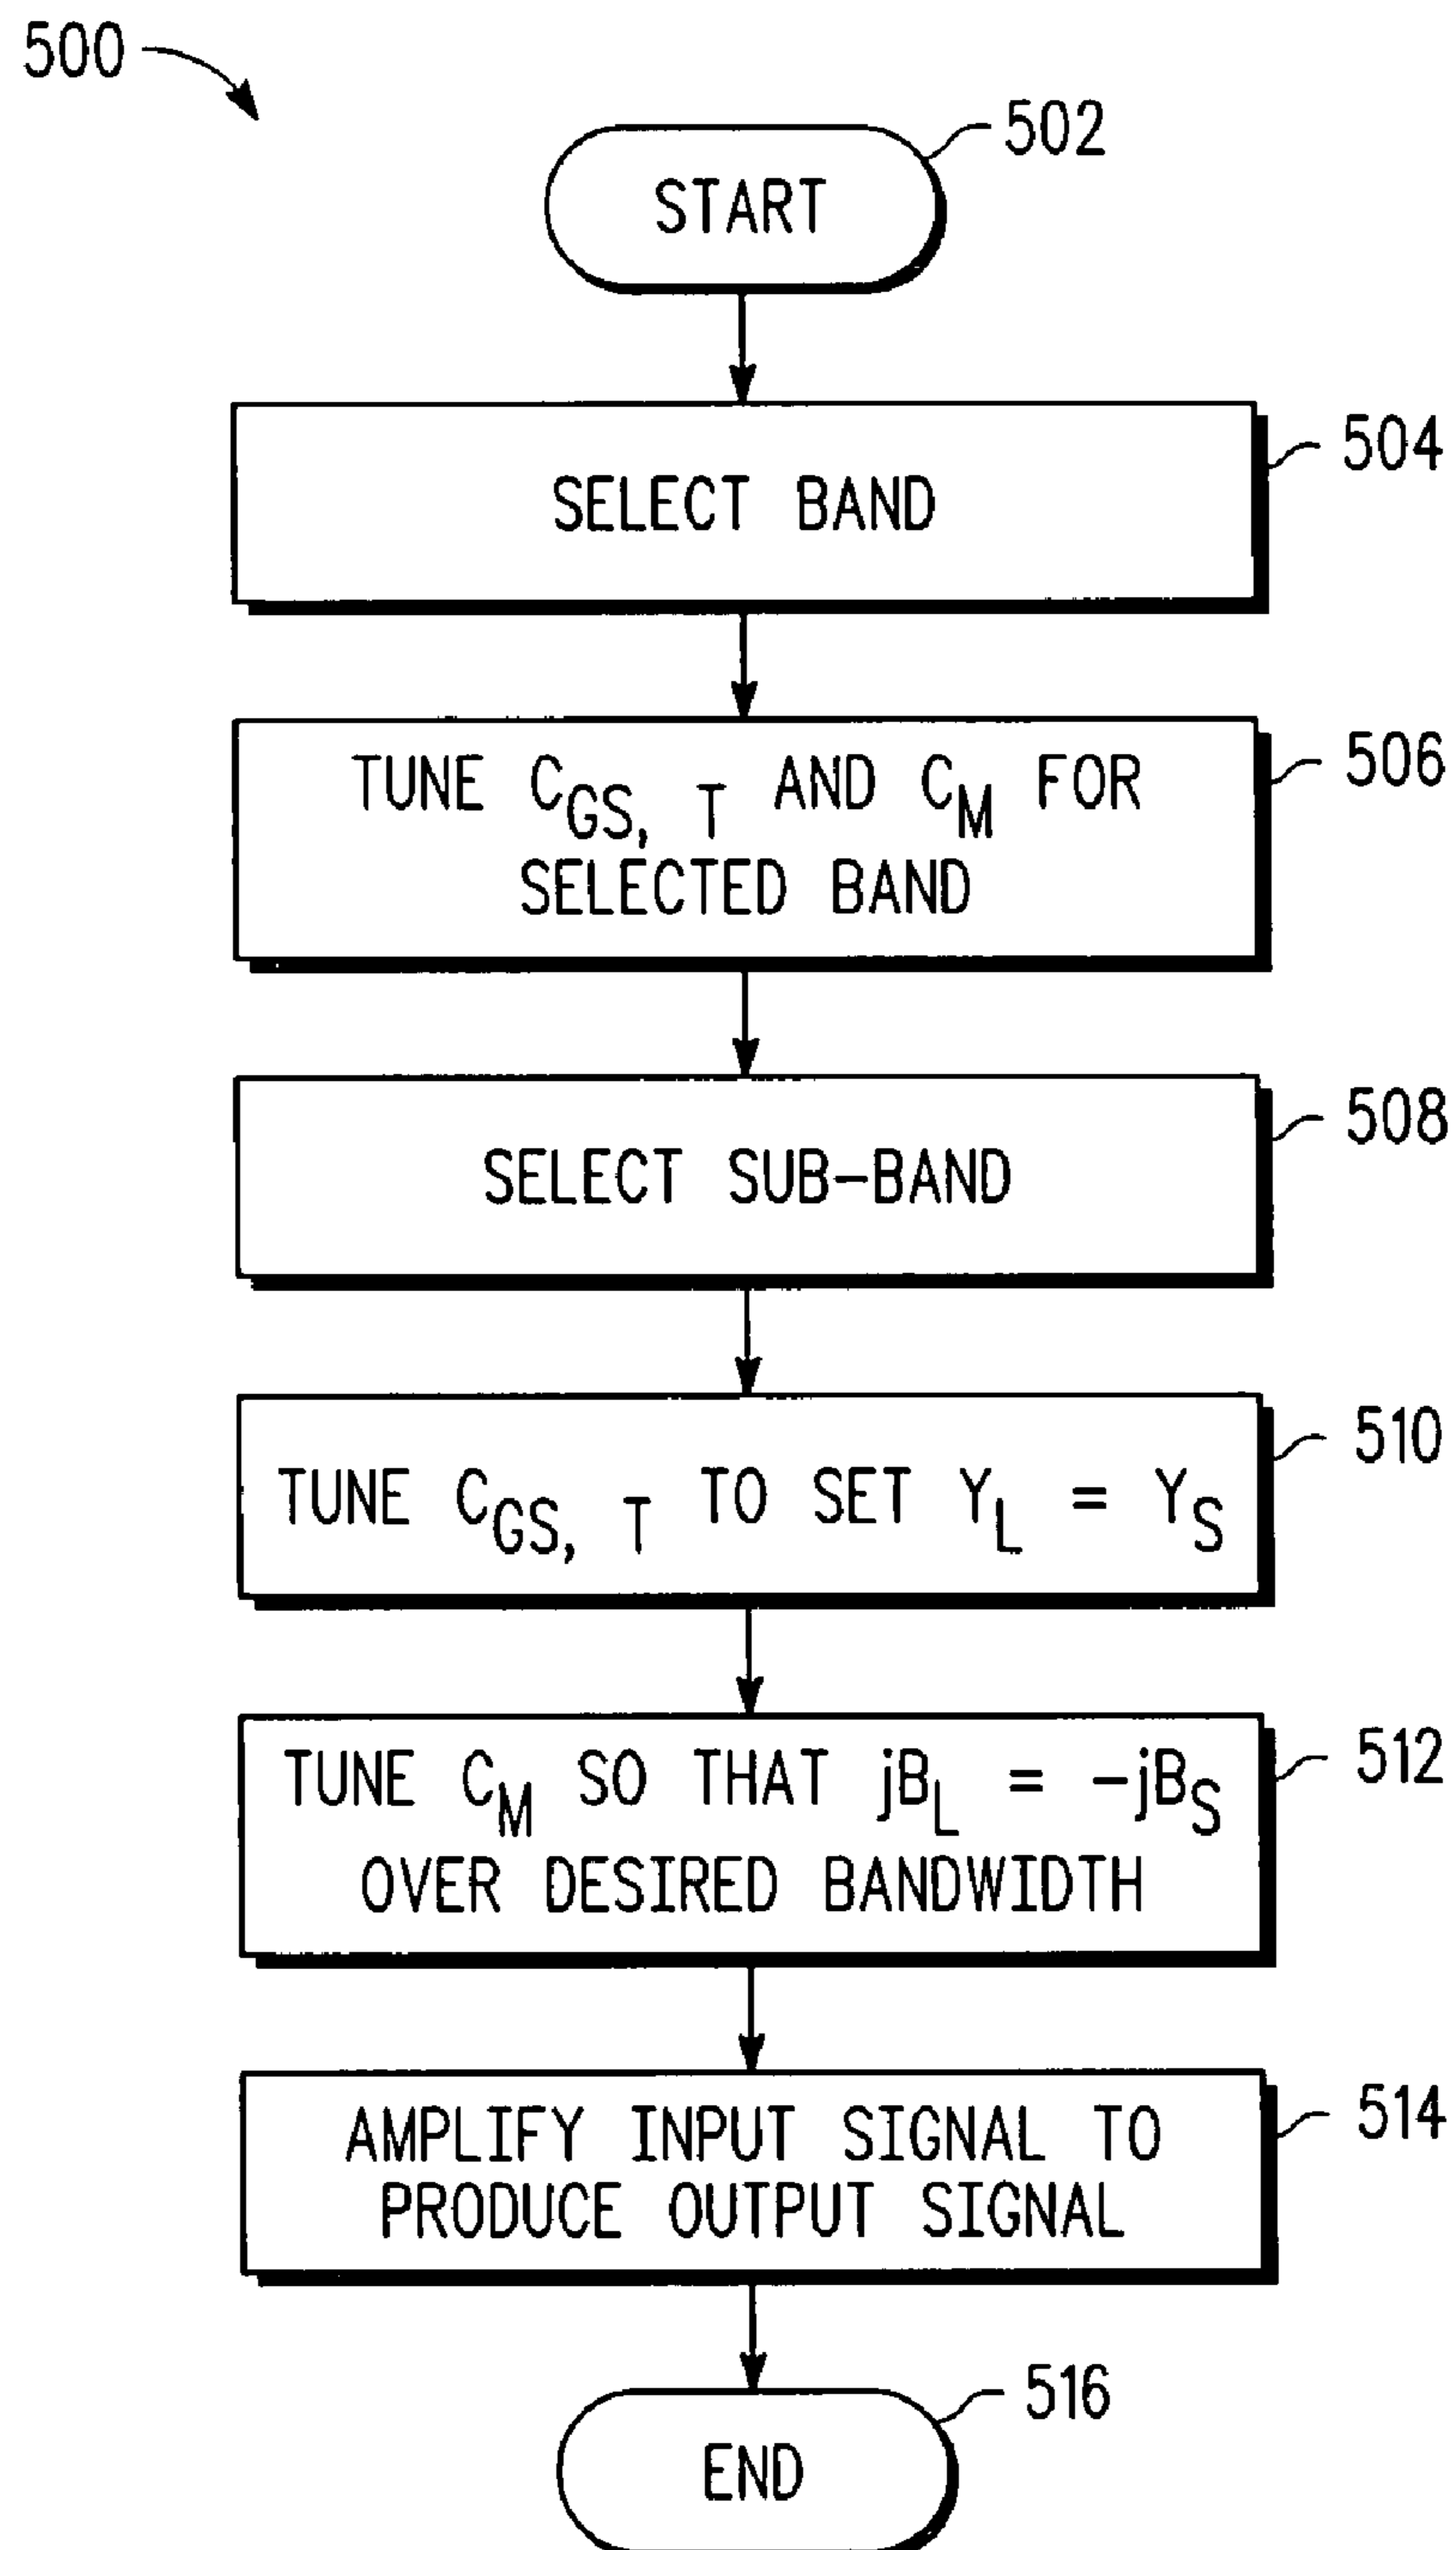 500
502
START
504
SELECT BAND
506
TUNE C_GS, T AND C_M FOR
SELECTED BAND
508
SELECT SUB-BAND
510
TUNE C_GS, T TO SET Y_L = Y_S
512
TUNE C_M SO THAT jB_L = -jB_S
OVER DESIRED BANDWIDTH
514
AMPLIFY INPUT SIGNAL TO
PRODUCE OUTPUT SIGNAL
516
END